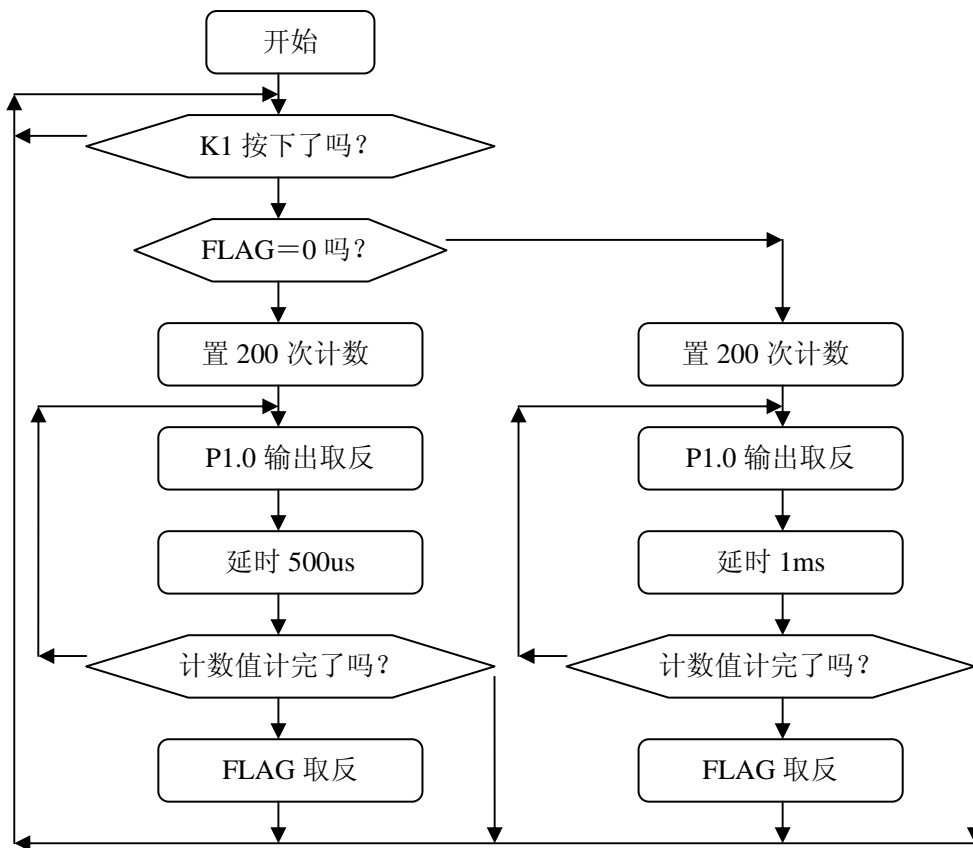 开始
K1 按下了吗？
FLAG＝0 吗？
置 200 次计数
置 200 次计数
P1.0 输出取反
P1.0 输出取反
延时 500us
延时 1ms
计数值计完了吗？
计数值计完了吗？
FLAG 取反
FLAG 取反